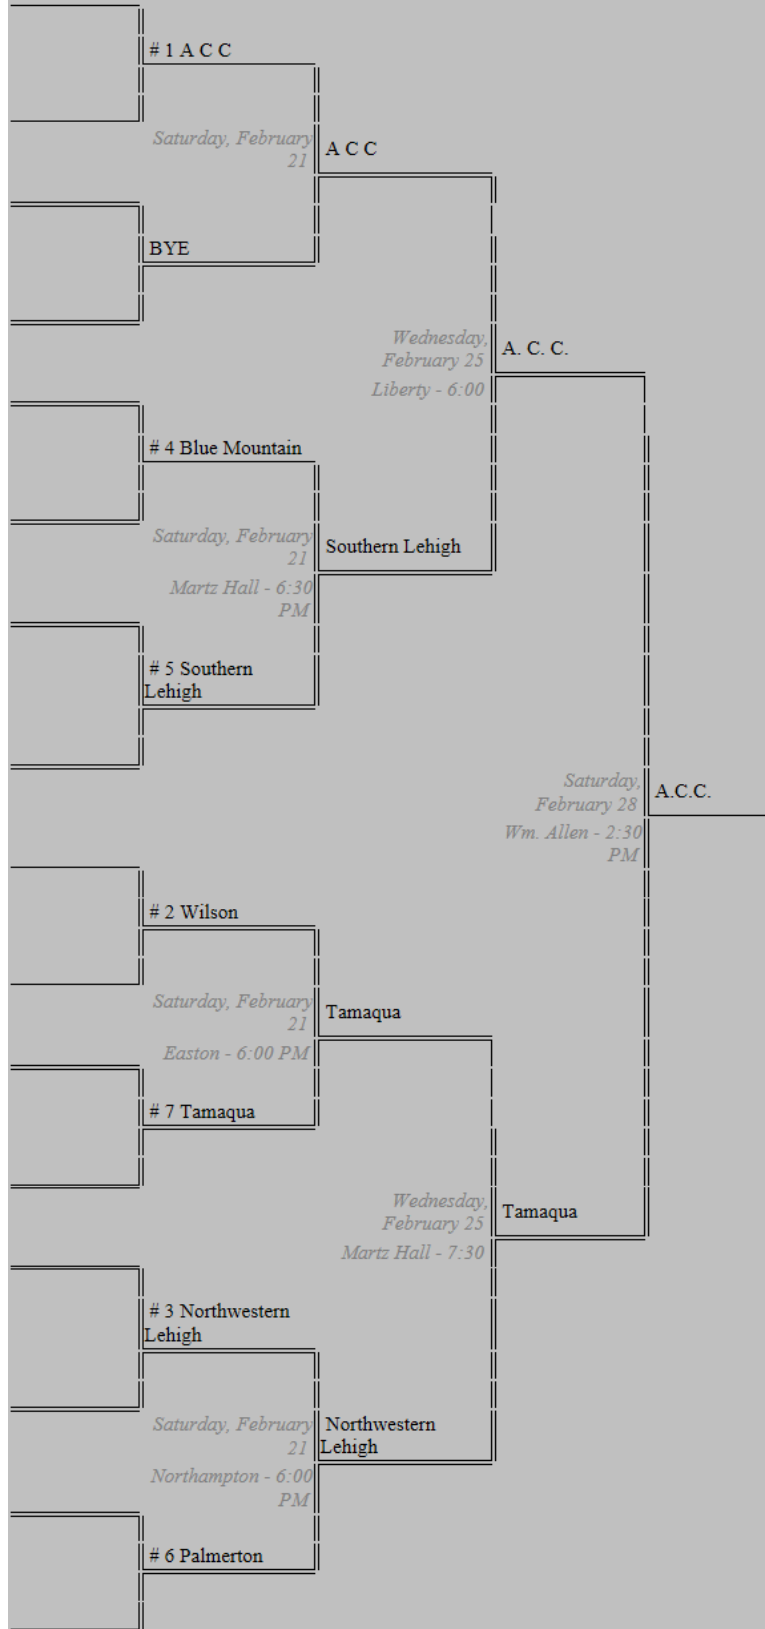 # 1 A C C
Saturday, February
21
A C C
BYE
Wednesday,
February 25
Liberty - 6:00
A. C. C.
# 4 Blue Mountain
Saturday, February
21
Martz Hall - 6:30
PM
Southern Lehigh
# 5 Southern
Lehigh
Saturday,
February 28
Wm. Allen - 2:30
PM
A.C.C.
# 2 Wilson
Saturday, February
21
Easton - 6:00 PM
Tamaqua
# 7 Tamaqua
Wednesday,
February 25
Martz Hall - 7:30
Tamaqua
# 3 Northwestern
Lehigh
Saturday, February
21
Northampton - 6:00
PM
Northwestern
Lehigh
# 6 Palmerton